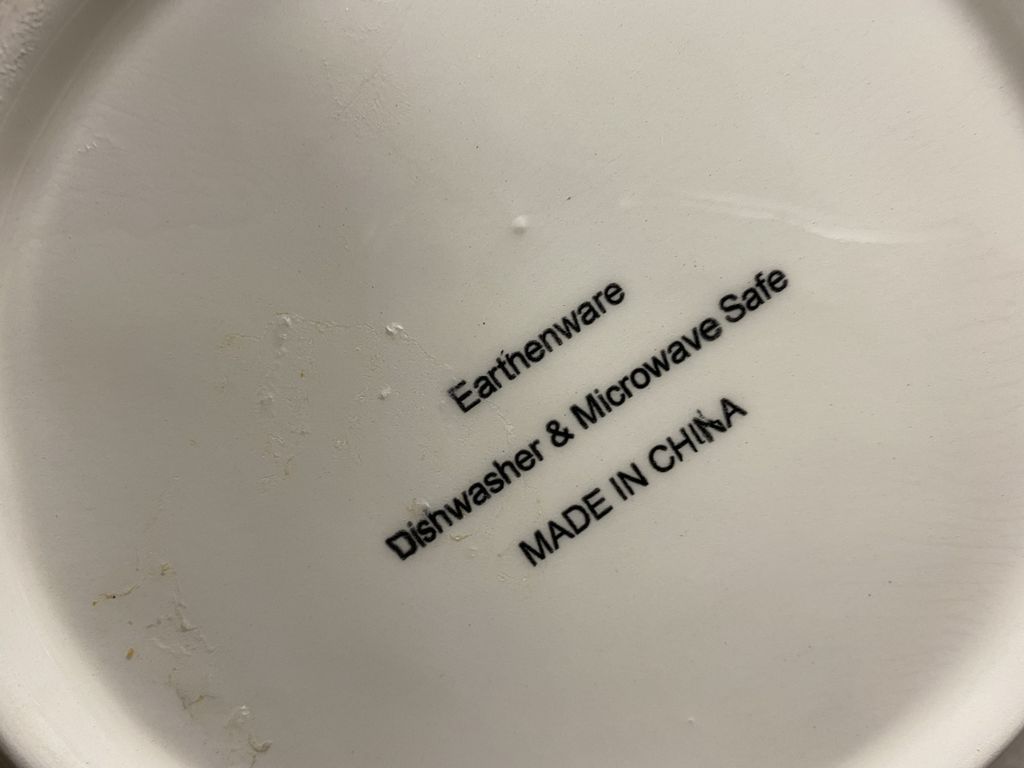 Earthenware
Dishwasher & Microwave Safe
MADE IN CHINA